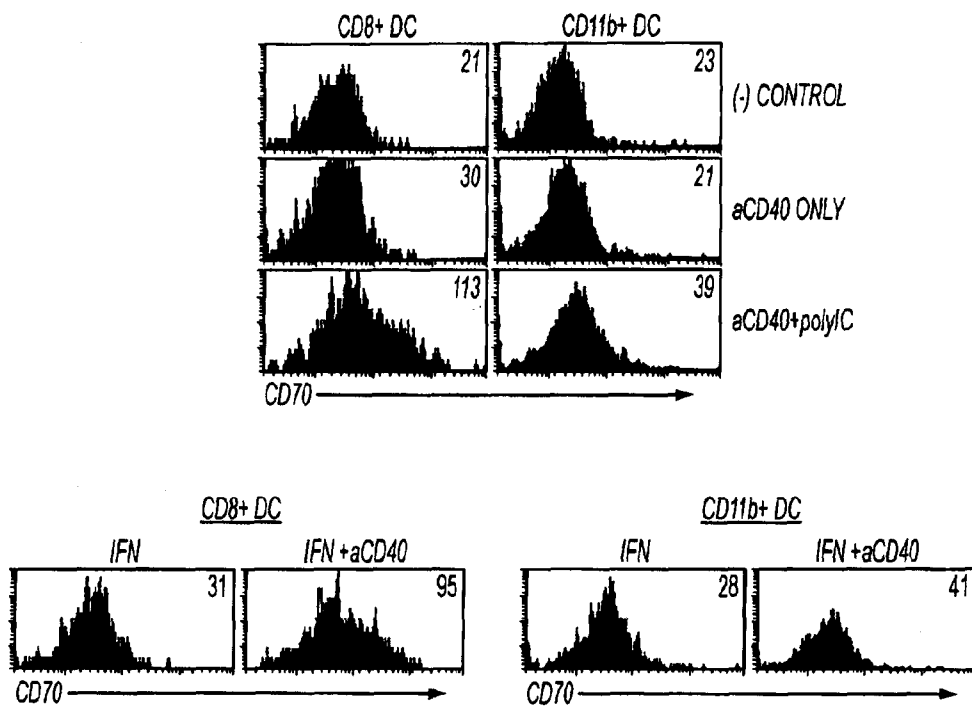 CD8+ DC CD11b+ DC
21 23 (-) CONTROL
30 21 aCD40 ONLY
113 39 aCD40+polyIC
CD70
CD8+ DC CD11b+ DC
IFN IFN +aCD40 IFN IFN +aCD40
31 95 28 41
CD70 CD70